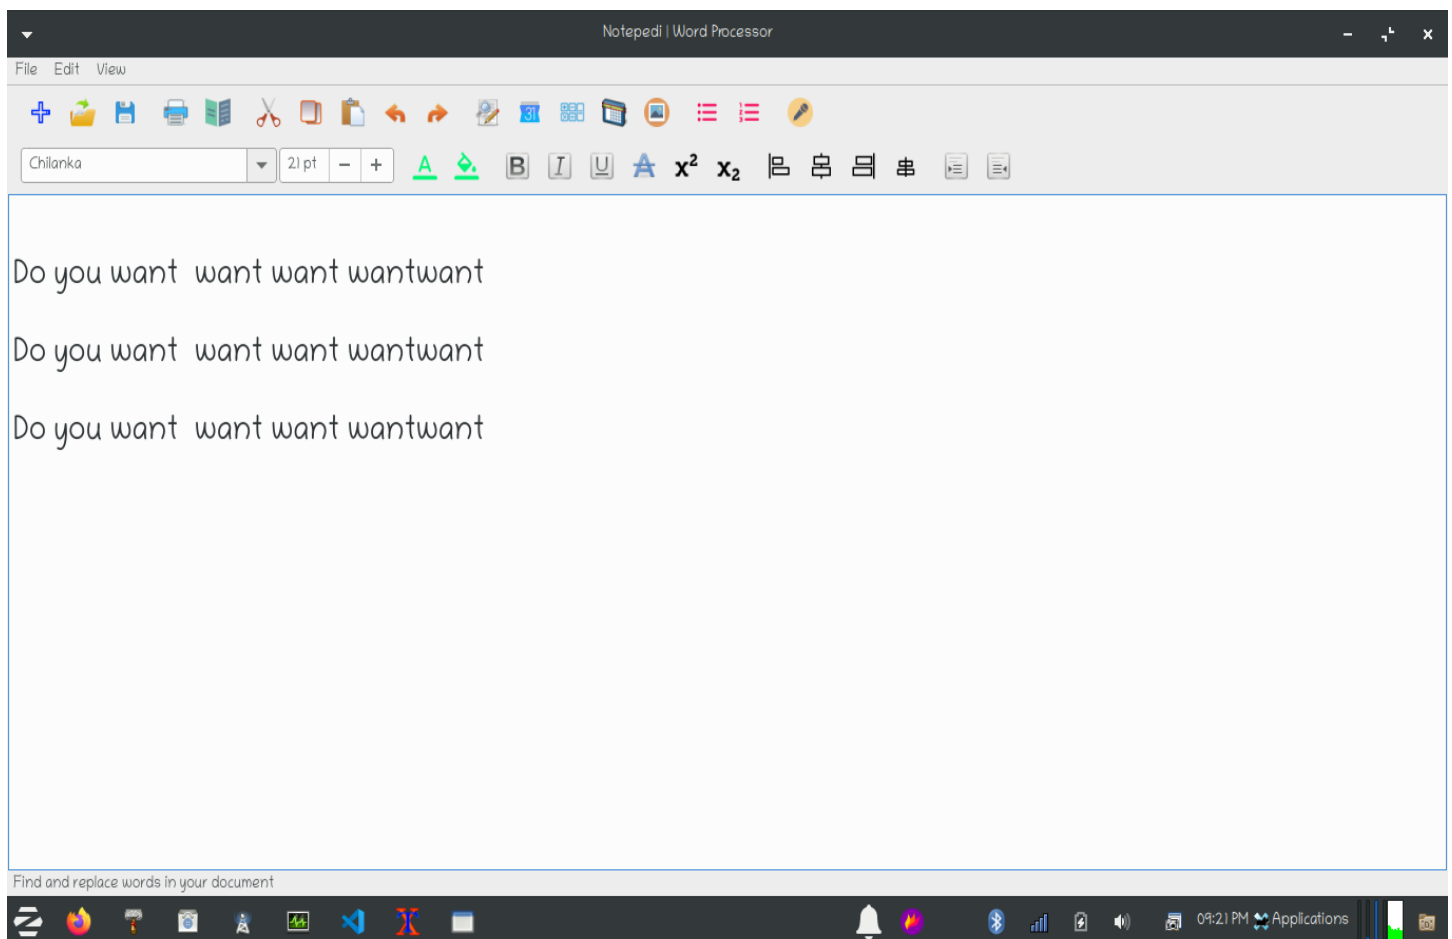 Notepedi | Word Processor
File Edit View
Chilanka 21 pt
Do you want  want want wantwant
Do you want  want want wantwant
Do you want  want want wantwant
Find and replace words in your document
09:21 PM Applications